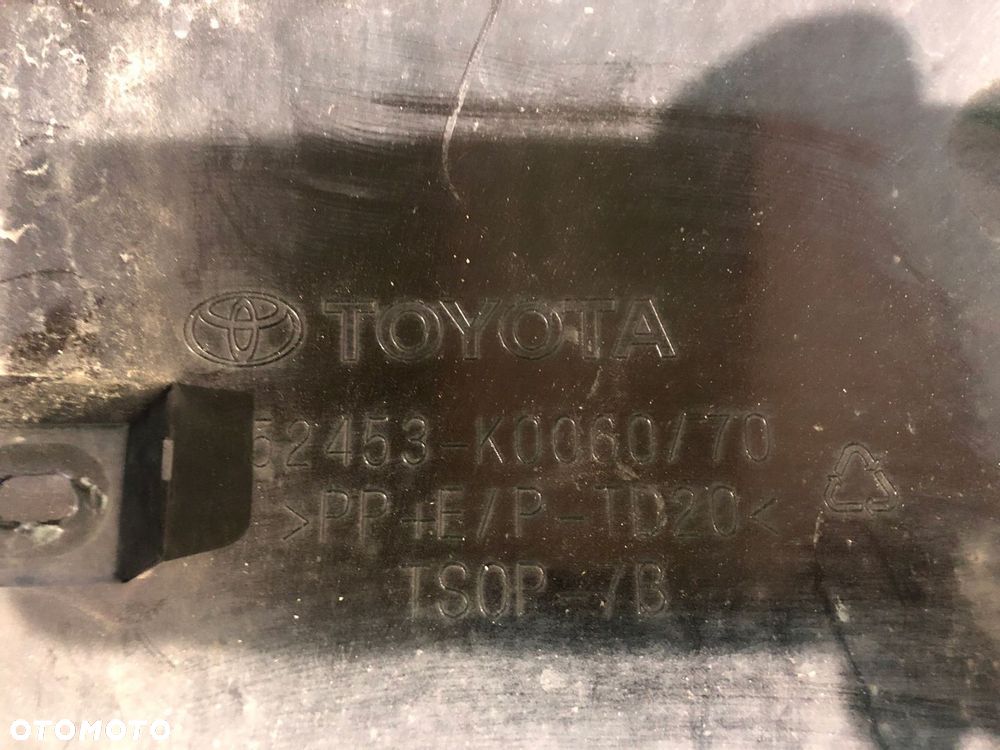 TOYOTA
52453-K0060/70
>PP+E/P-TD20<
TSOP-7B
OTOMOTO